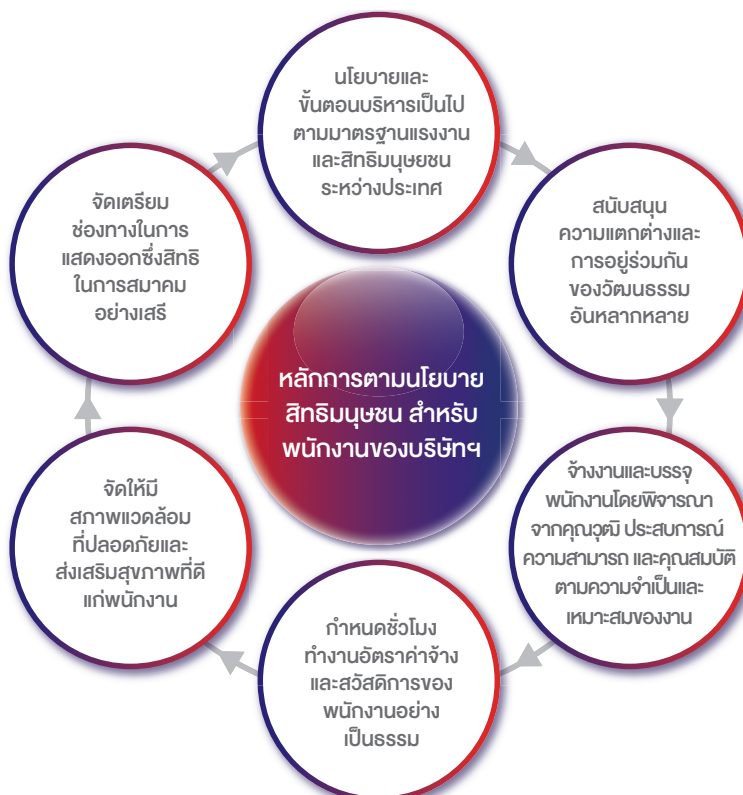 นโยบายและ
ขั้นตอนบริหารเป็นไป
ตามมาตรฐานแรงงาน
และสิทธิมนุษยชน
ระหว่างประเทศ
สนับสนุน
ความแตกต่างและ
การอยู่ร่วมกัน
ของวัฒนธรรม
อันหลากหลาย
จ้างงานและบรรจุ
พนักงานโดยพิจารณา
จากคุณวุฒิ ประสบการณ์
ความสามารถ และคุณสมบัติ
ตามความจำเป็นและ
เหมาะสมของงาน
กำหนดชั่วโมง
ทำงานอัตราค่าจ้าง
และสวัสดิการของ
พนักงานอย่าง
เป็นธรรม
จัดให้มี
สภาพแวดล้อม
ที่ปลอดภัยและ
ส่งเสริมสุขภาพที่ดี
แก่พนักงาน
จัดเตรียม
ช่องทางในการ
แสดงออกซึ่งสิทธิ
ในการสมาคม
อย่างเสรี
หลักการตามนโยบาย
สิทธิมนุษชน สำหรับ
พนักงานของบริษัทฯ